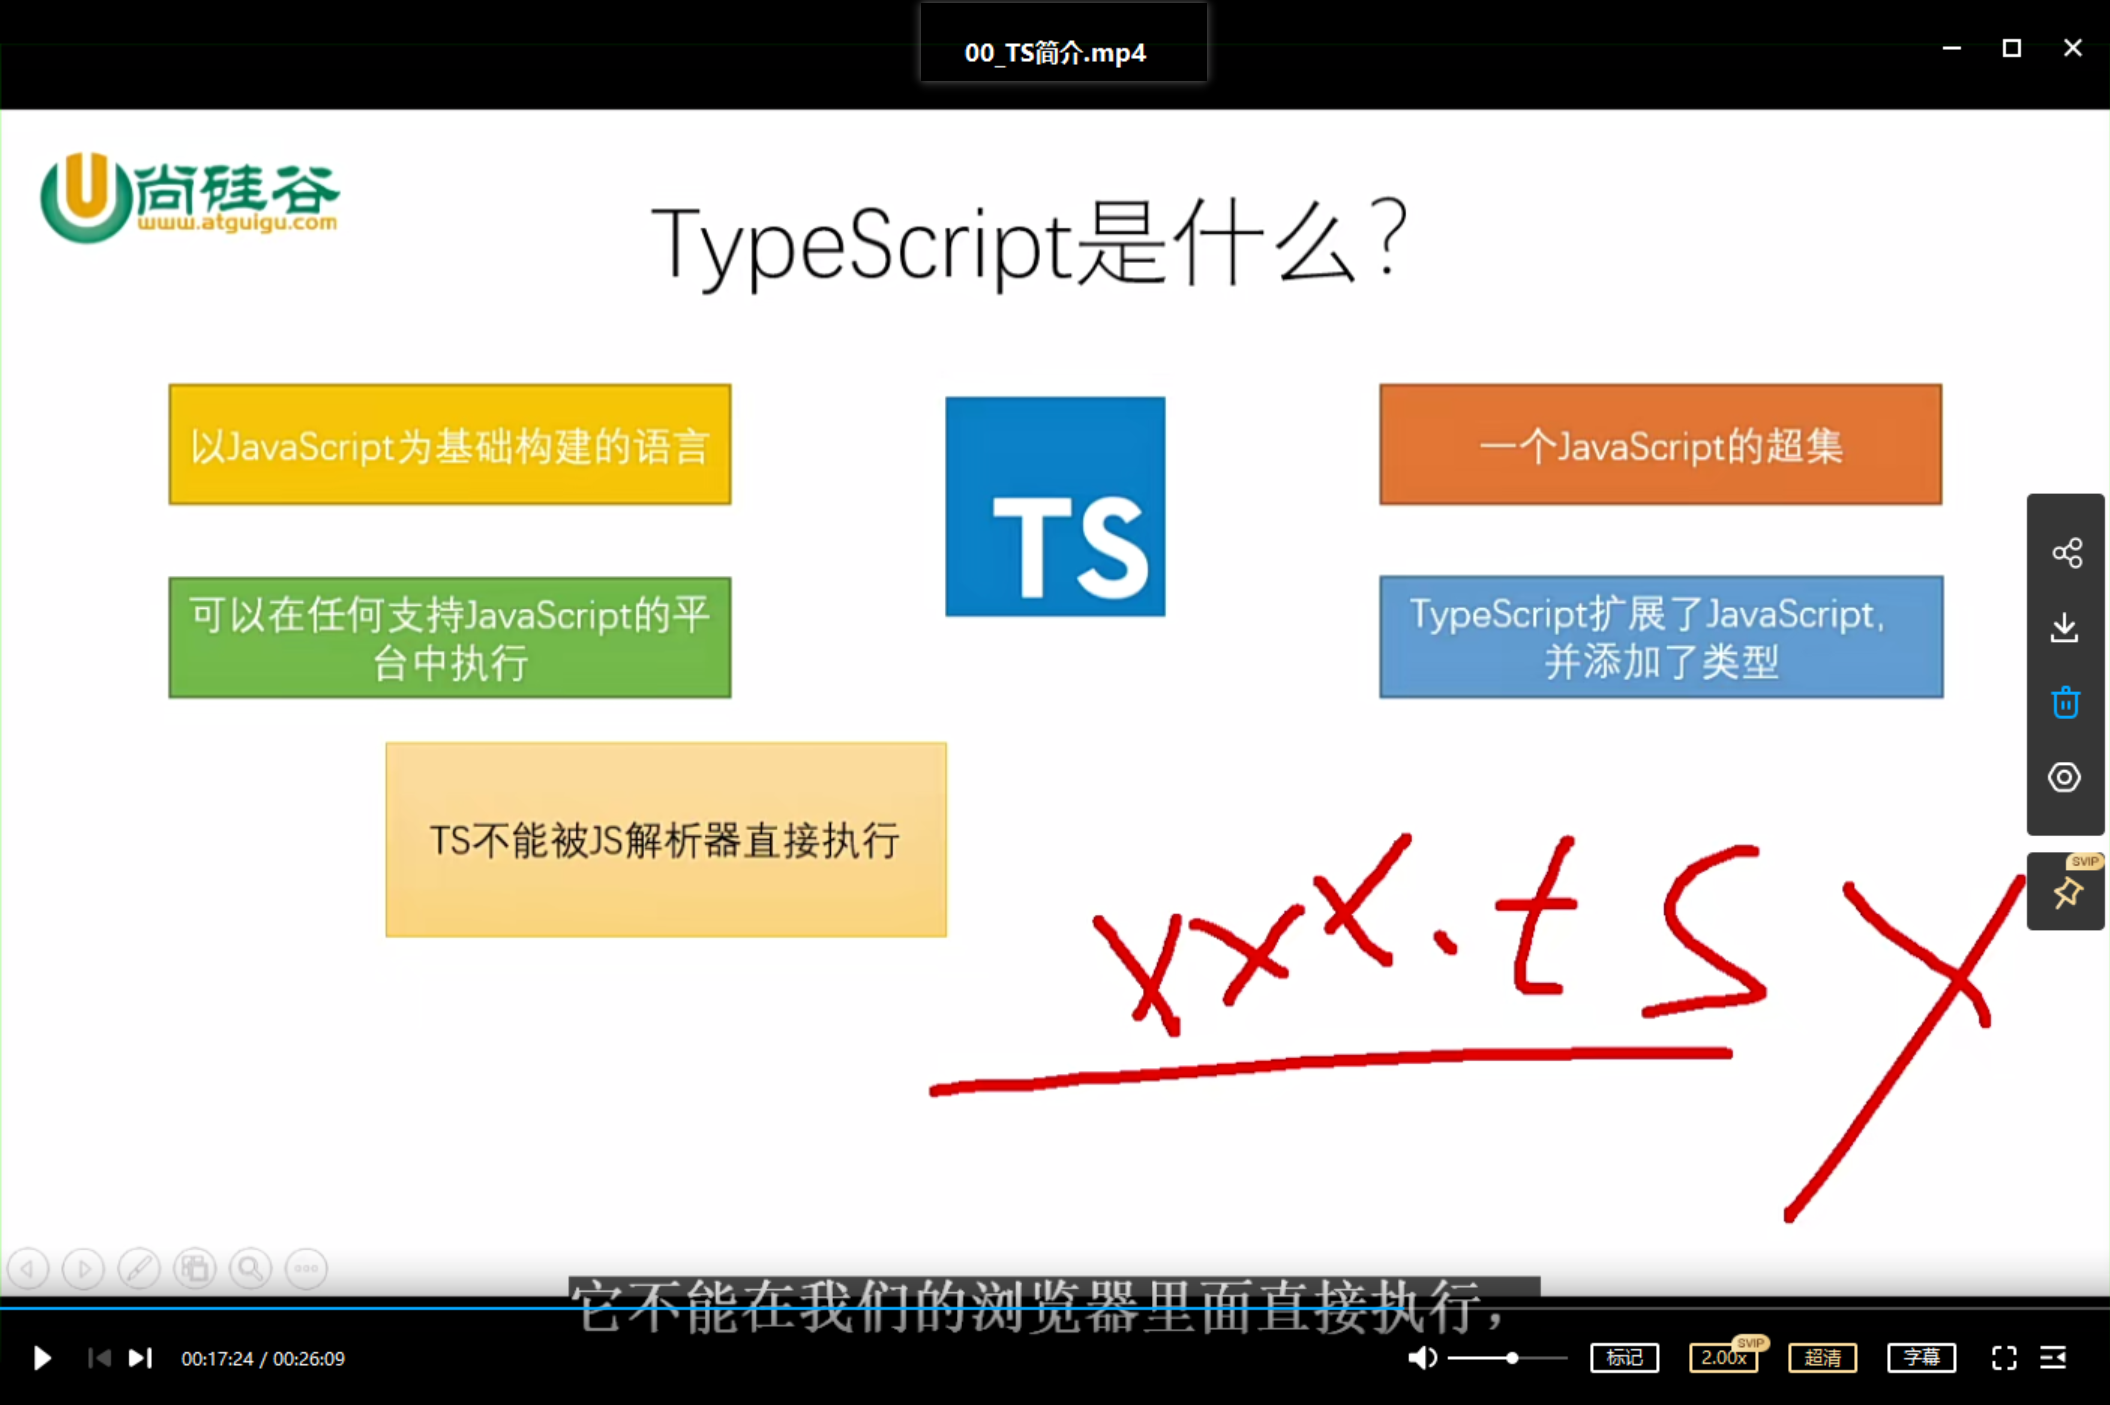 00_TS简介.mp4
尚硅谷
www.atguigu.com
TypeScript是什么?
以JavaScript为基础构建的语言
TS
一个JavaScript的超集
可以在任何支持JavaScript的平
台中执行
TypeScript扩展了JavaScript,
并添加了类型
TS不能被JS解析器直接执行
xxx.ts
SVIP
它不能在我们的浏览器里面直接执行,
00:17:24 / 00:26:09
标记
2.00x
SVIP
超清
字幕